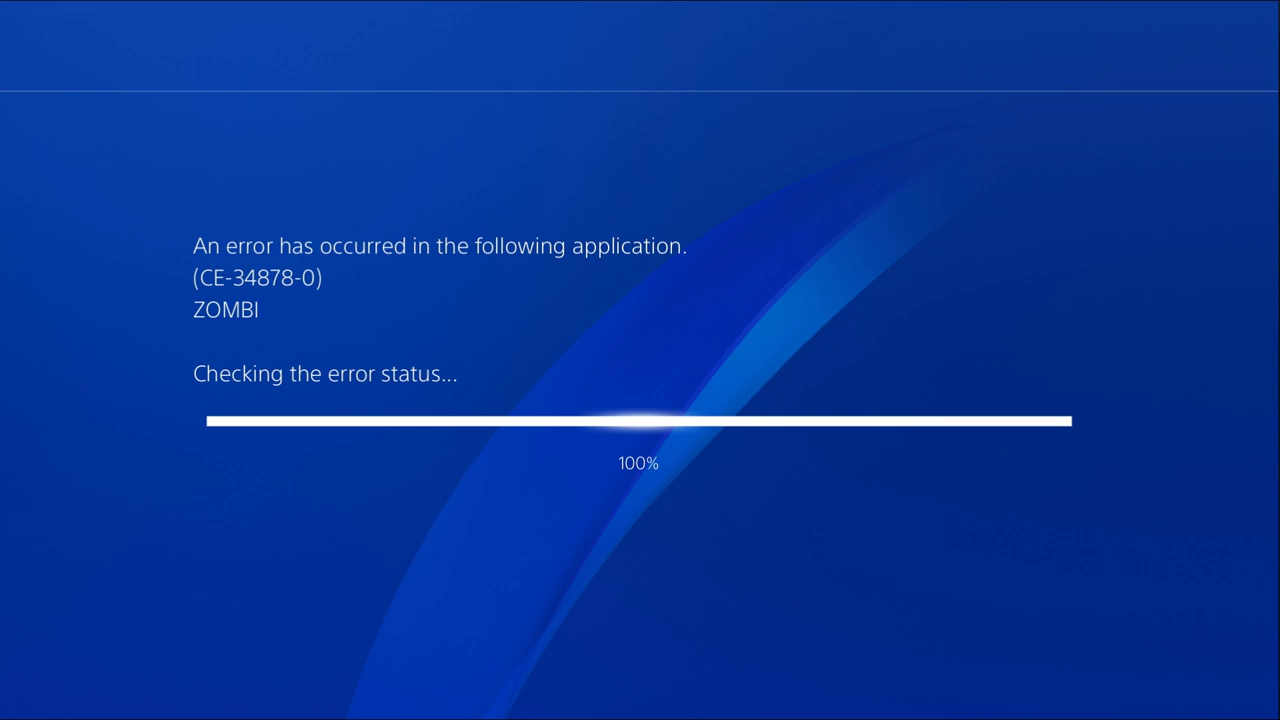 An error has occurred in the following application.
(CE-34878-0)
ZOMBI
Checking the error status...
100%